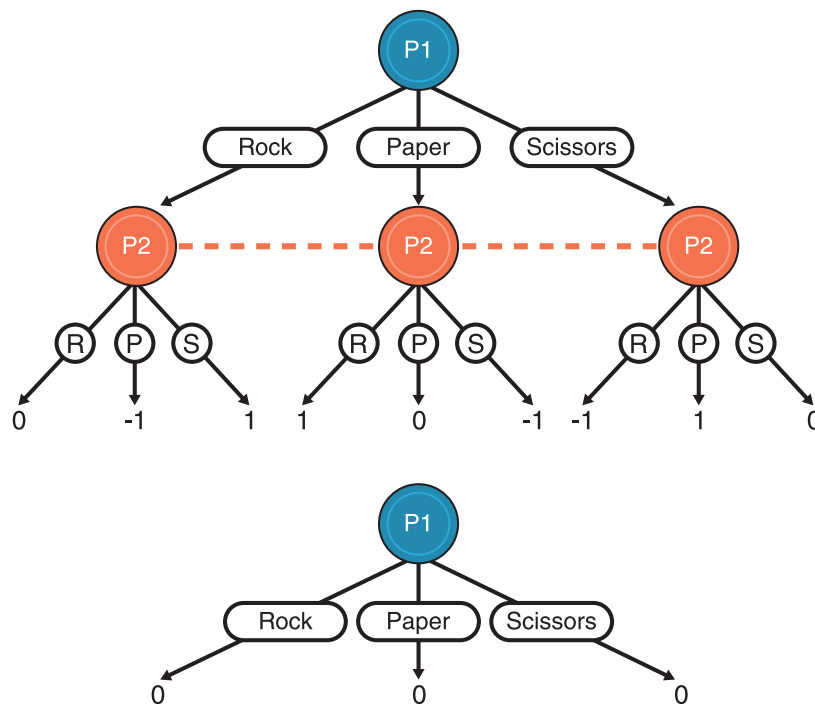 P1
Rock Paper Scissors
P2 P2 P2
R P S R P S R P S
0 -1 1 1 0 -1 -1 1 0
P1
Rock Paper Scissors
0 0 0